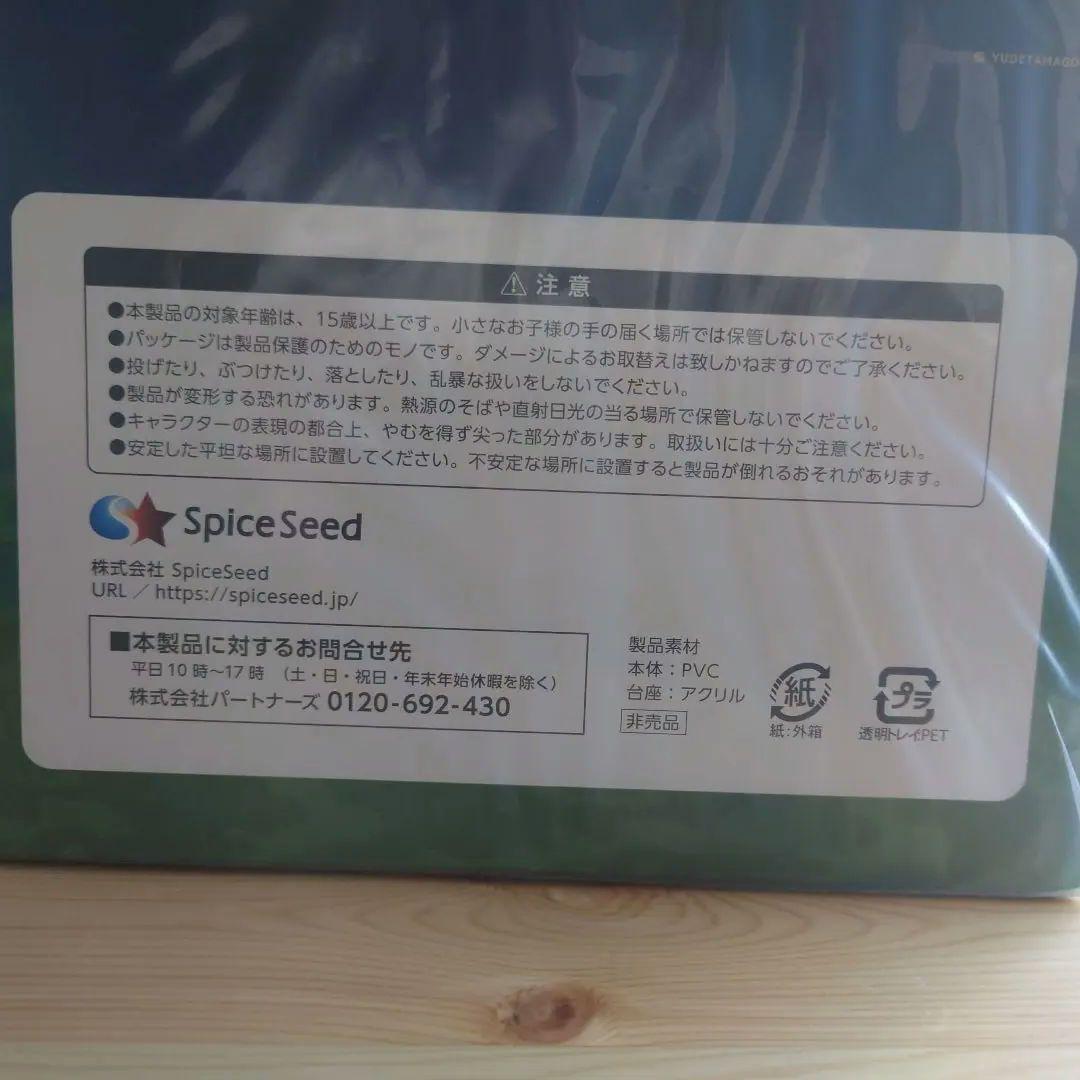 YUDETAMAGO
⚠ 注意
●本製品の対象年齢は、15歳以上です。小さなお子様の手の届く場所では保管しないでください。
●パッケージは製品保護のためのモノです。ダメージによるお取替えは致しかねますのでご了承ください。
●投げたり、ぶつけたり、落としたり、乱暴な扱いをしないでください。
●製品が変形する恐れがあります。熱源のそばや直射日光の当る場所で保管しないでください。
●キャラクターの表現の都合上、やむを得ず尖った部分があります。取扱いには十分ご注意ください。
●安定した平坦な場所に設置してください。不安定な場所に設置すると製品が倒れるおそれがあります。
SpiceSeed
株式会社 SpiceSeed
URL／https://spiceseed.jp/
■本製品に対するお問合せ先
平日10時～17時 （土・日・祝日・年末年始休暇を除く）
株式会社パートナーズ 0120-692-430
製品素材
本体：PVC
台座：アクリル
非売品
紙
紙：外箱
プラ
透明トレイ：PET